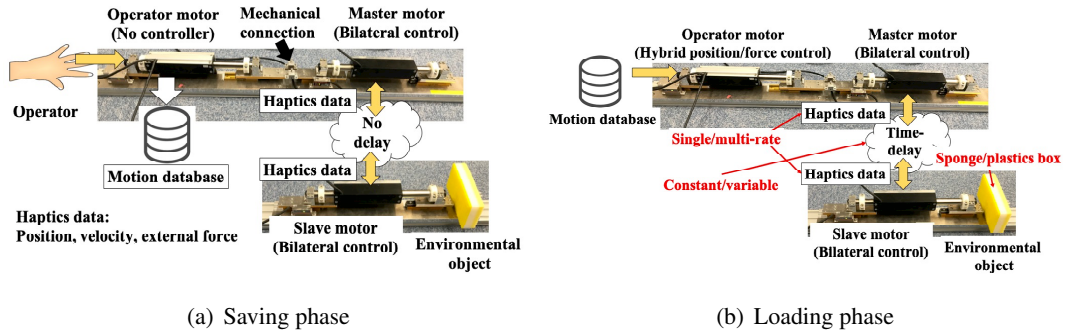 Operator motor
(No controller)
Mechanical
connection
Master motor
(Bilateral control)
Operator
Haptics data
No
delay
Haptics data
Motion database
Haptics data:
Position, velocity, external force
Slave motor
(Bilateral control)
Environmental
object
(a) Saving phase
Operator motor
(Hybrid position/force control)
Master motor
(Bilateral control)
Motion database
Haptics data
Single/multi-rate
Time-
delay
Sponge/plastics box
Haptics data
Constant/variable
Slave motor
(Bilateral control)
Environmental object
(b) Loading phase